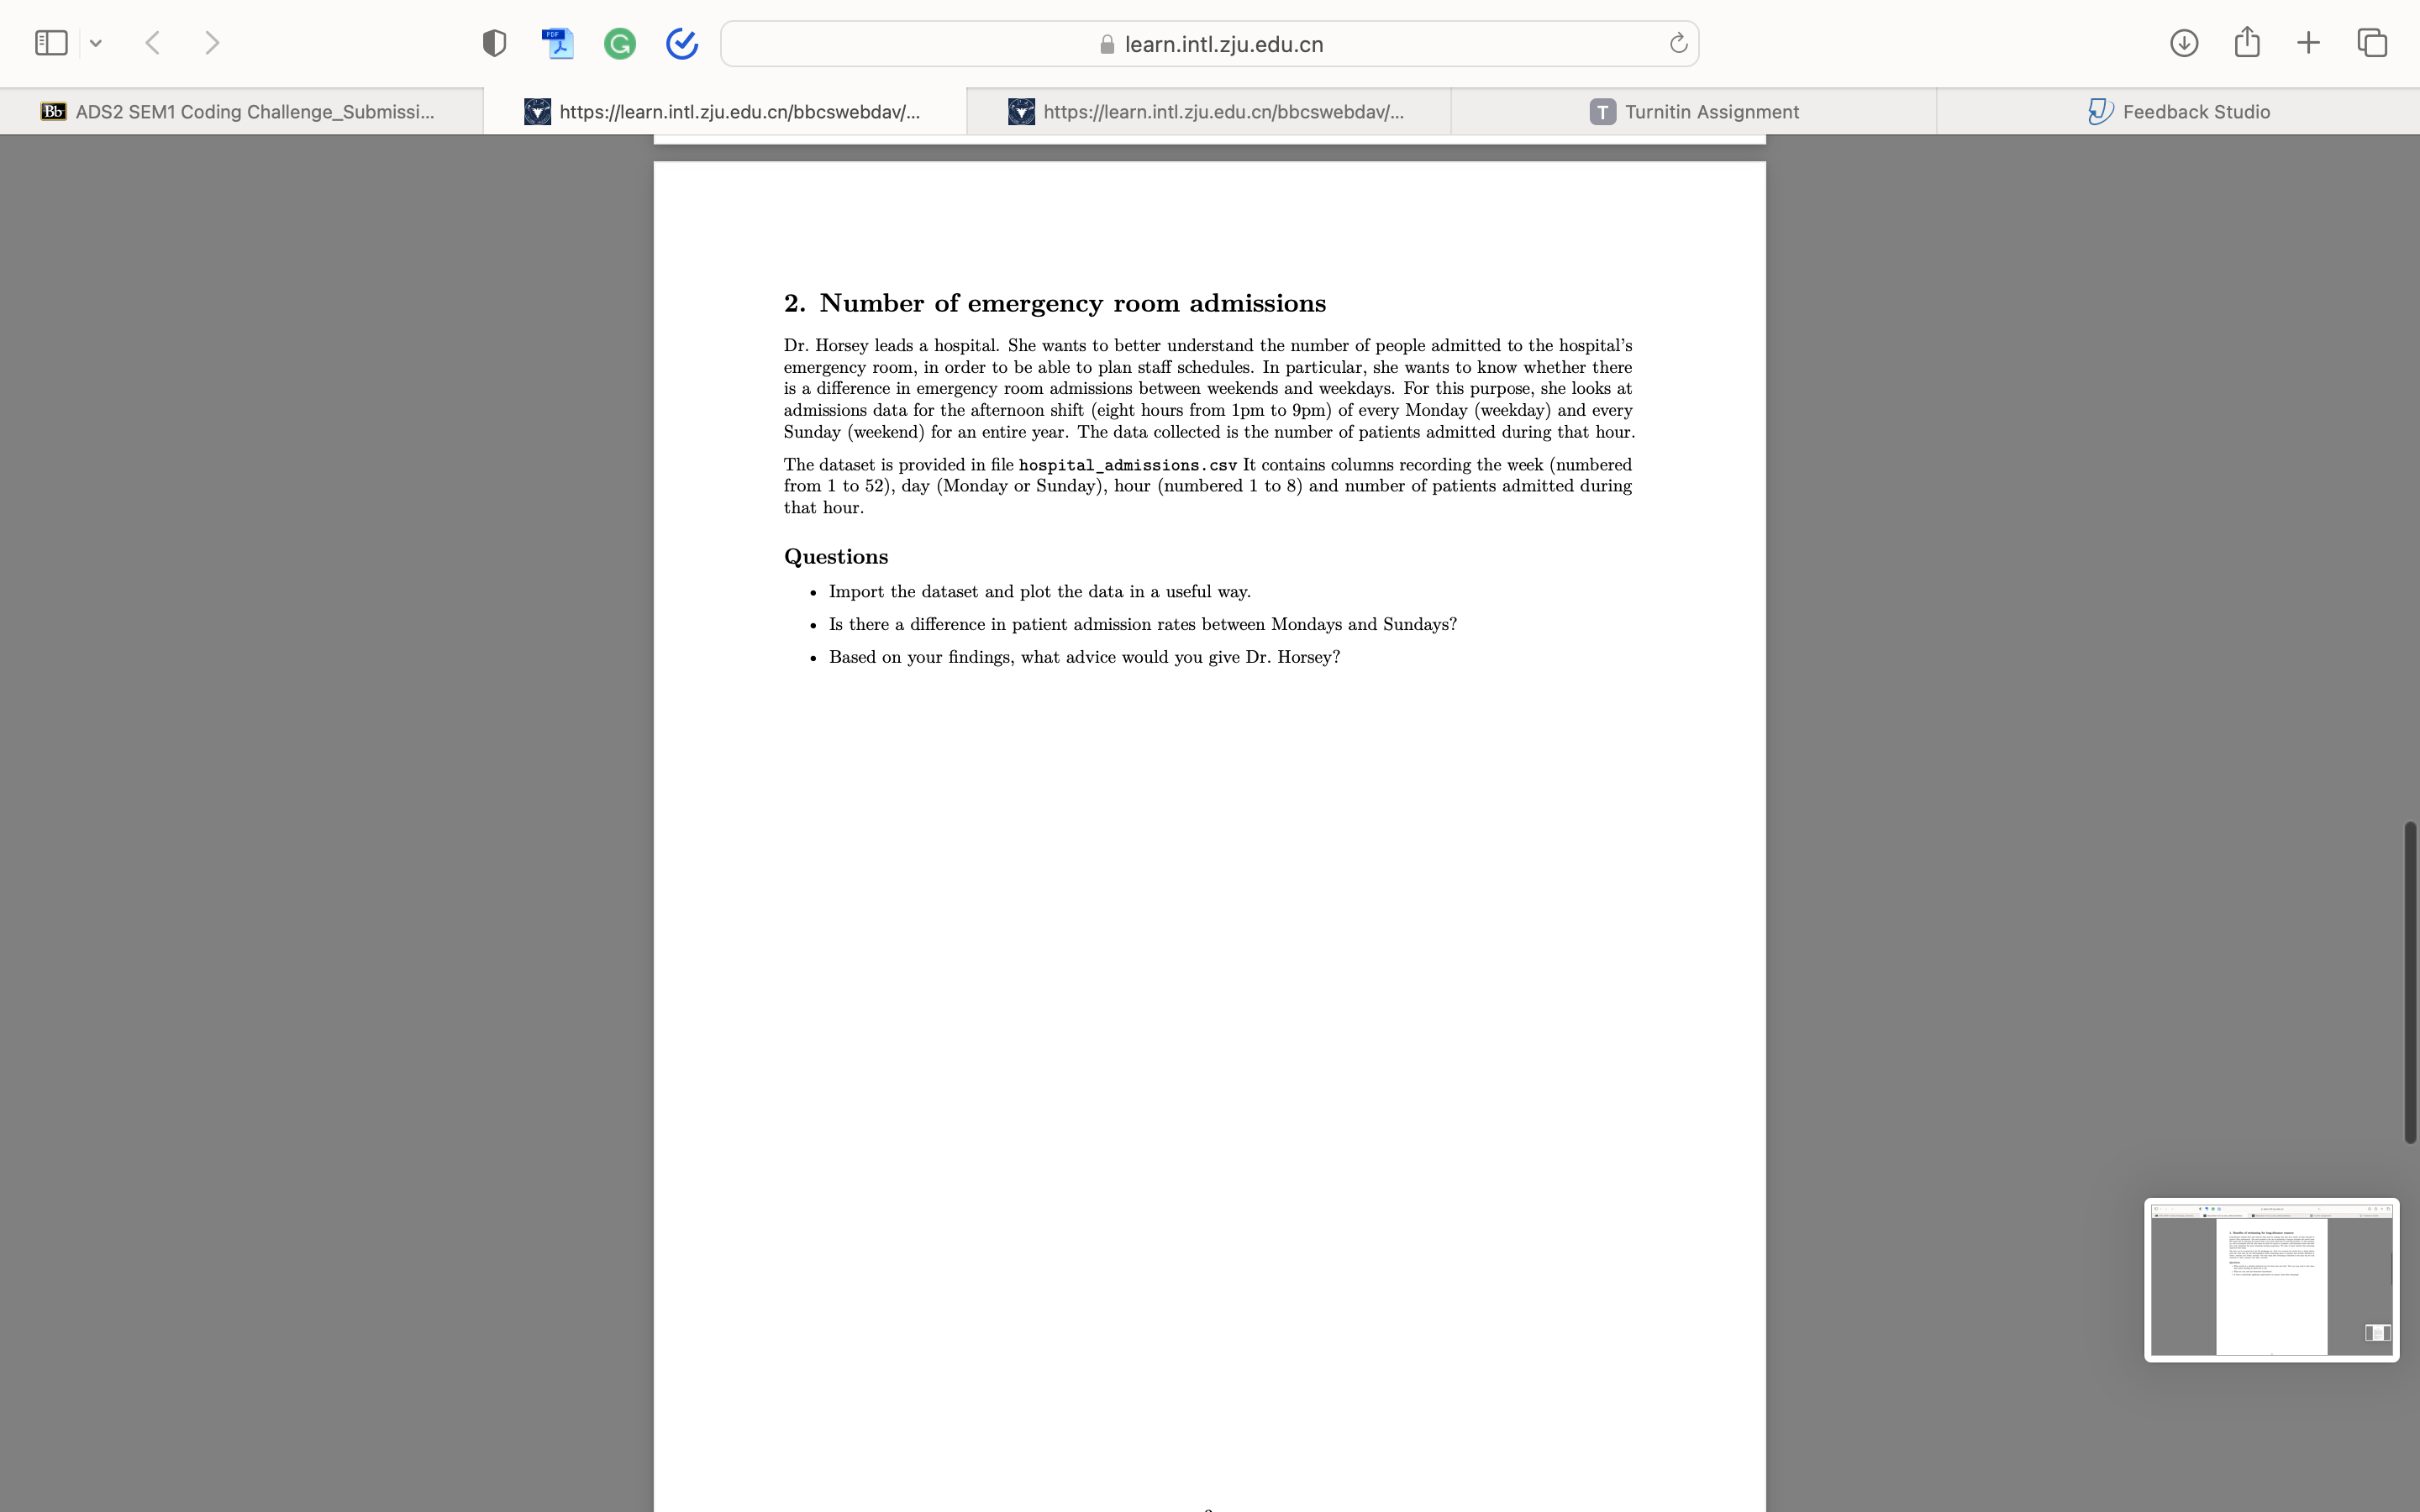 learn.intl.zju.edu.cn
Bb ADS2 SEM1 Coding Challenge_Submissi...
https://learn.intl.zju.edu.cn/bbcswebdav/...
https://learn.intl.zju.edu.cn/bbcswebdav/...
T Turnitin Assignment
Feedback Studio
2. Number of emergency room admissions
Dr. Horsey leads a hospital. She wants to better understand the number of people admitted to the hospital's
emergency room, in order to be able to plan staff schedules. In particular, she wants to know whether there
is a difference in emergency room admissions between weekends and weekdays. For this purpose, she looks at
admissions data for the afternoon shift (eight hours from 1pm to 9pm) of every Monday (weekday) and every
Sunday (weekend) for an entire year. The data collected is the number of patients admitted during that hour.
The dataset is provided in file hospital_admissions.csv It contains columns recording the week (numbered
from 1 to 52), day (Monday or Sunday), hour (numbered 1 to 8) and number of patients admitted during
that hour.
Questions
• Import the dataset and plot the data in a useful way.
• Is there a difference in patient admission rates between Mondays and Sundays?
• Based on your findings, what advice would you give Dr. Horsey?